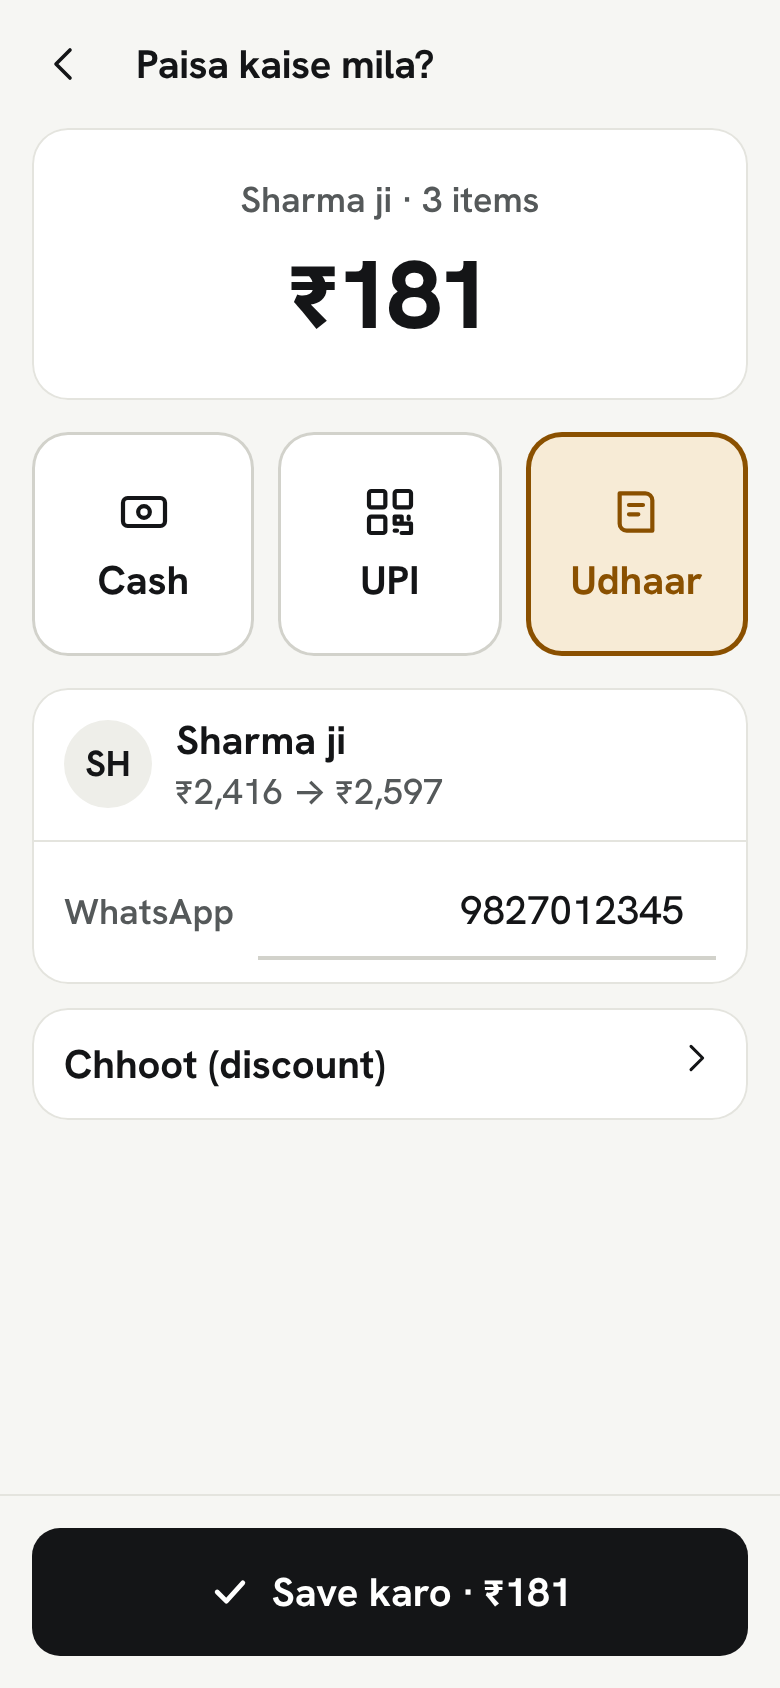 Paisa kaise mila?
Sharma ji · 3 items
₹181
Cash
UPI
Udhaar
SH
Sharma ji
₹2,416 → ₹2,597
WhatsApp 9827012345
Chhoot (discount)
Save karo · ₹181